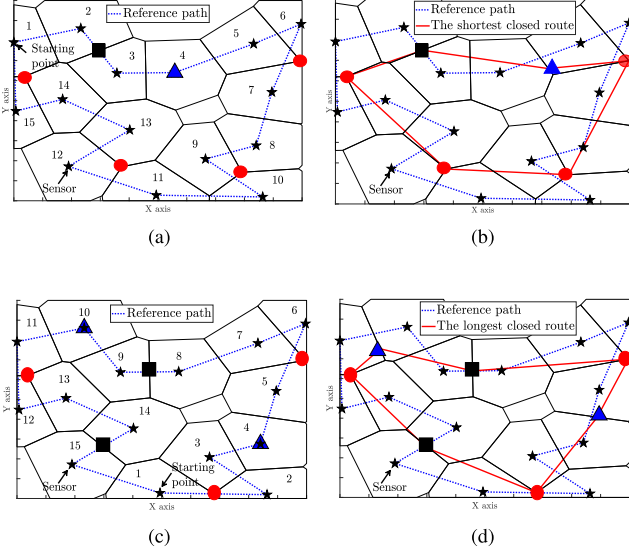 Reference path
1
2
3
4
5
6
7
8
9
10
11
12
13
14
15
Starting
point
Sensor
Y axis
X axis
(a)
Reference path
The shortest closed route
Sensor
Y axis
X axis
(b)
Reference path
1
2
3
4
5
6
7
8
9
10
11
12
13
14
15
Starting
point
Sensor
Y axis
X axis
(c)
Reference path
The longest closed route
Sensor
Y axis
X axis
(d)